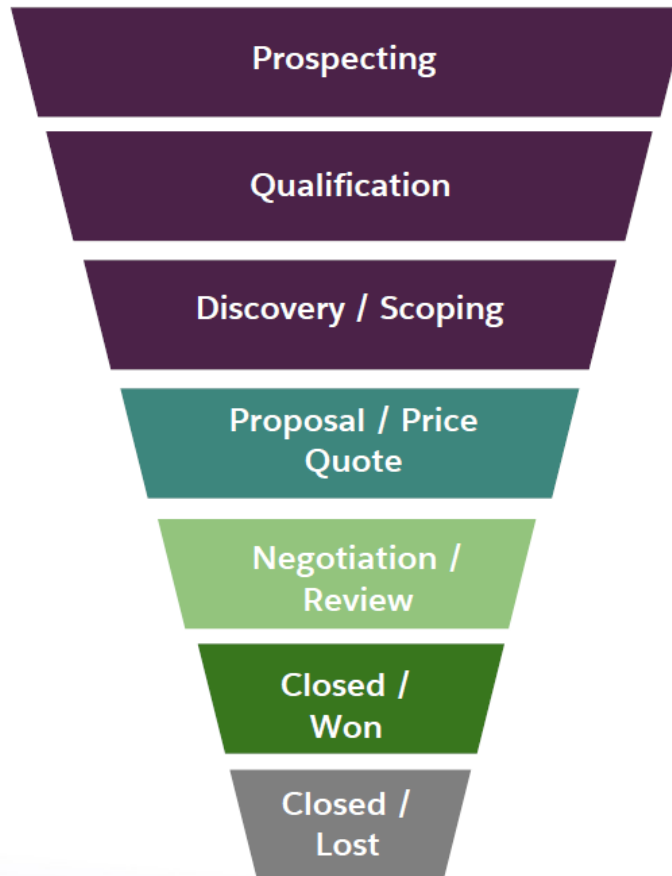 Prospecting
Qualification
Discovery / Scoping
Proposal / Price
Quote
Negotiation /
Review
Closed /
Won
Closed /
Lost